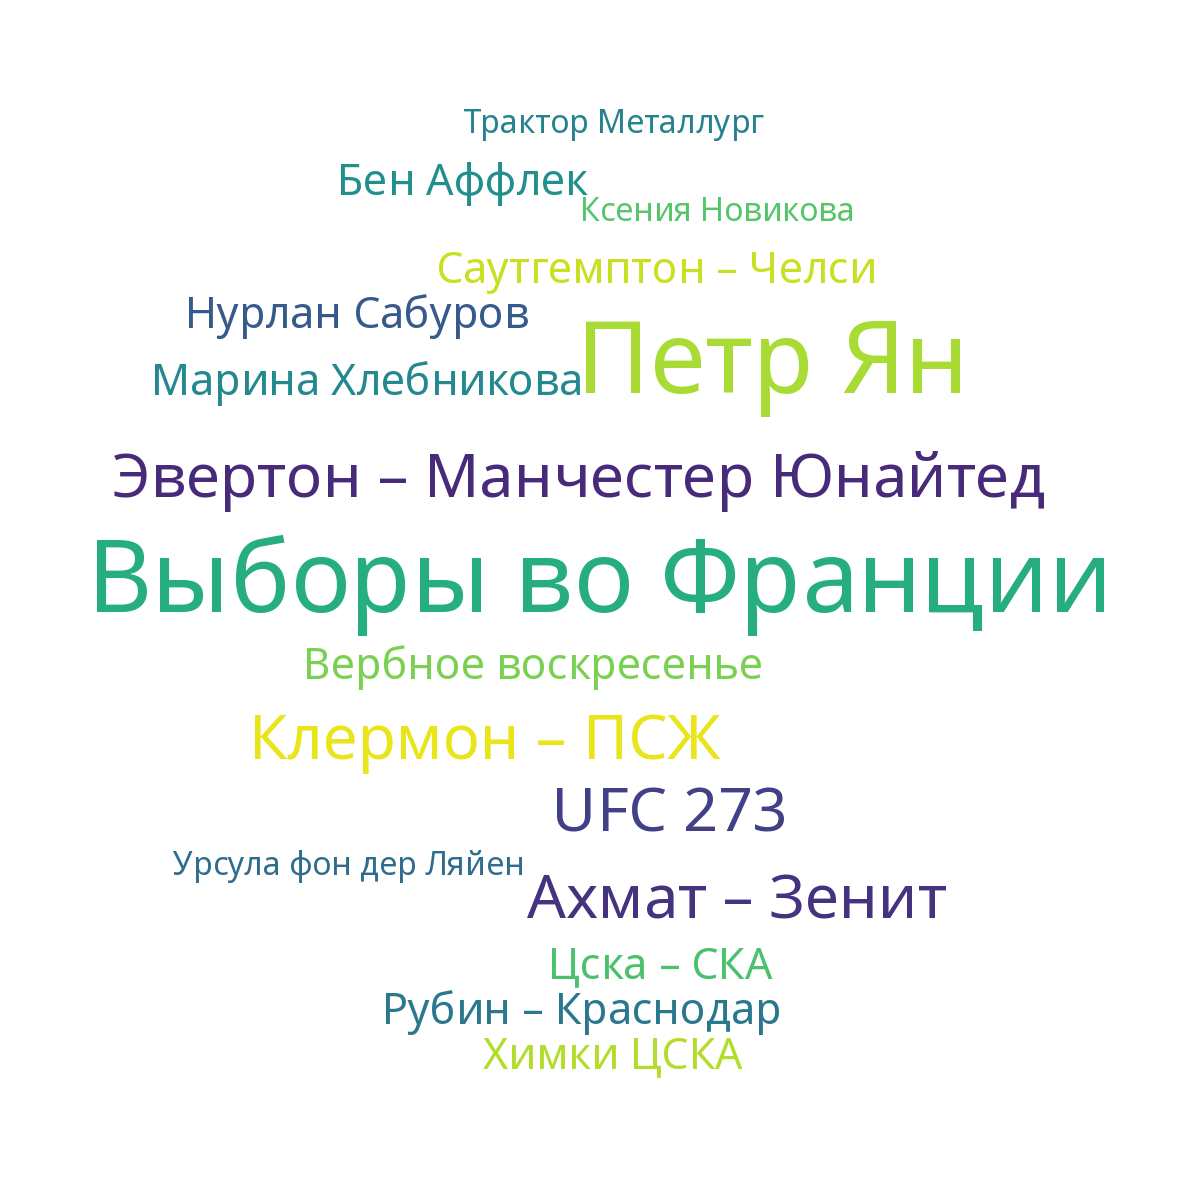 Трактор Металлург
Бен Аффлек
Ксения Новикова
Саутгемптон – Челси
Нурлан Сабуров
Петр Ян
Марина Хлебникова
Эвертон – Манчестер Юнайтед
Выборы во Франции
Вербное воскресенье
Клермон – ПСЖ
UFC 273
Урсула фон дер Ляйен
Ахмат – Зенит
Цска – СКА
Рубин – Краснодар
Химки ЦСКА